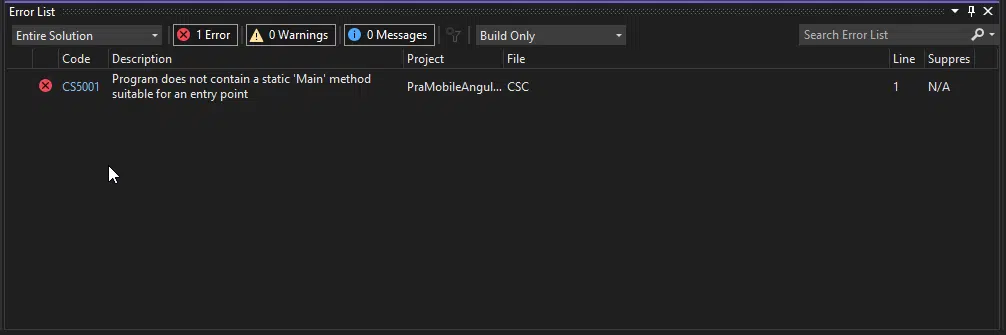 Error List
Entire Solution
1 Error
0 Warnings
0 Messages
Build Only
Search Error List
Code
Description
Project
File
Line
Suppres
CS5001
Program does not contain a static 'Main' method
suitable for an entry point
PraMobileAngul...
CSC
1
N/A